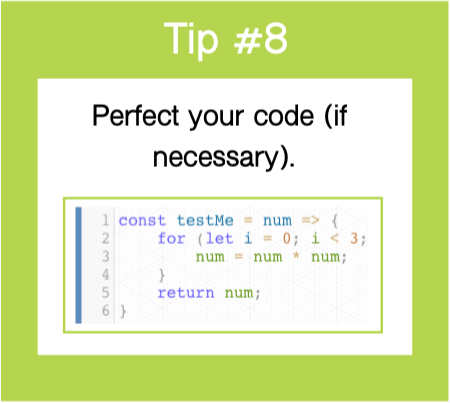 Tip #8
Perfect your code (if
necessary).
1 const testMe = num => {
2     for (let i = 0; i < 3;
3         num = num * num;
4     }
5     return num;
6 }